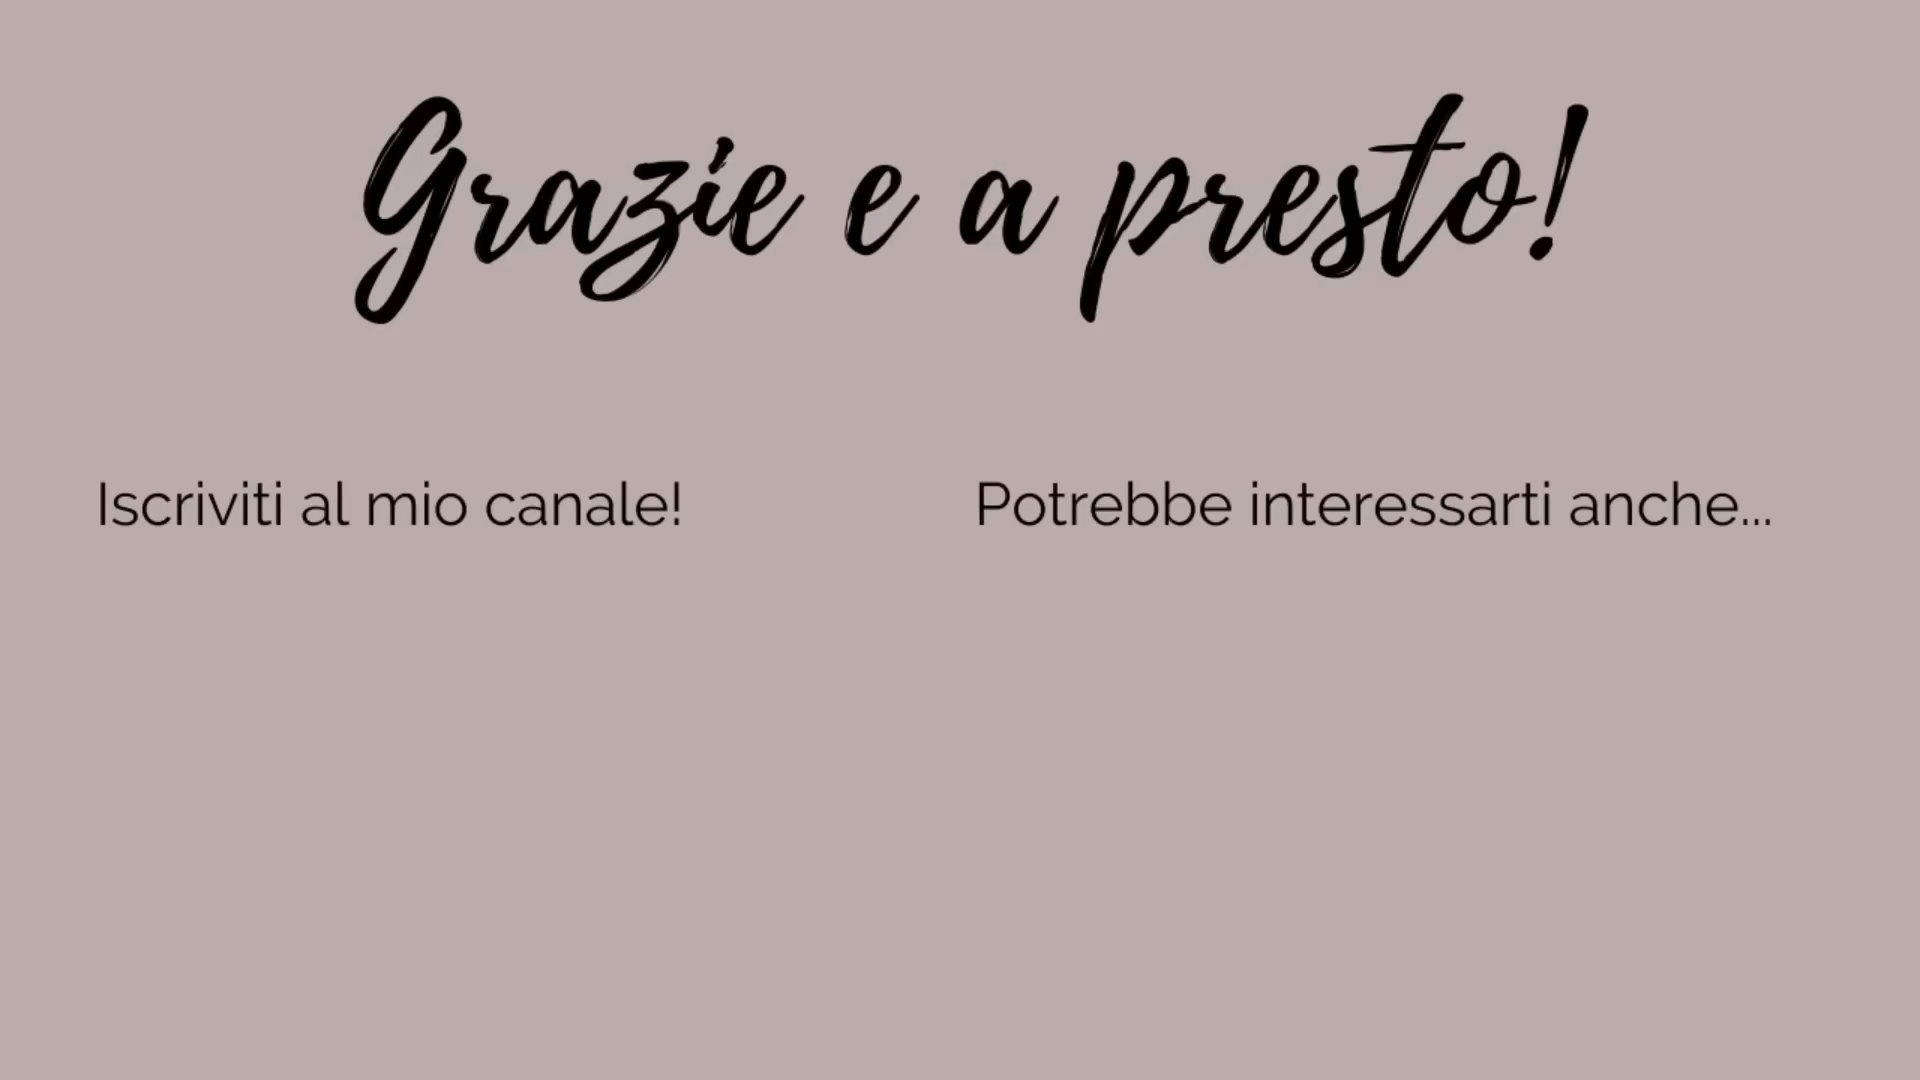 Grazie e a presto!
Iscriviti al mio canale!
Potrebbe interessarti anche...